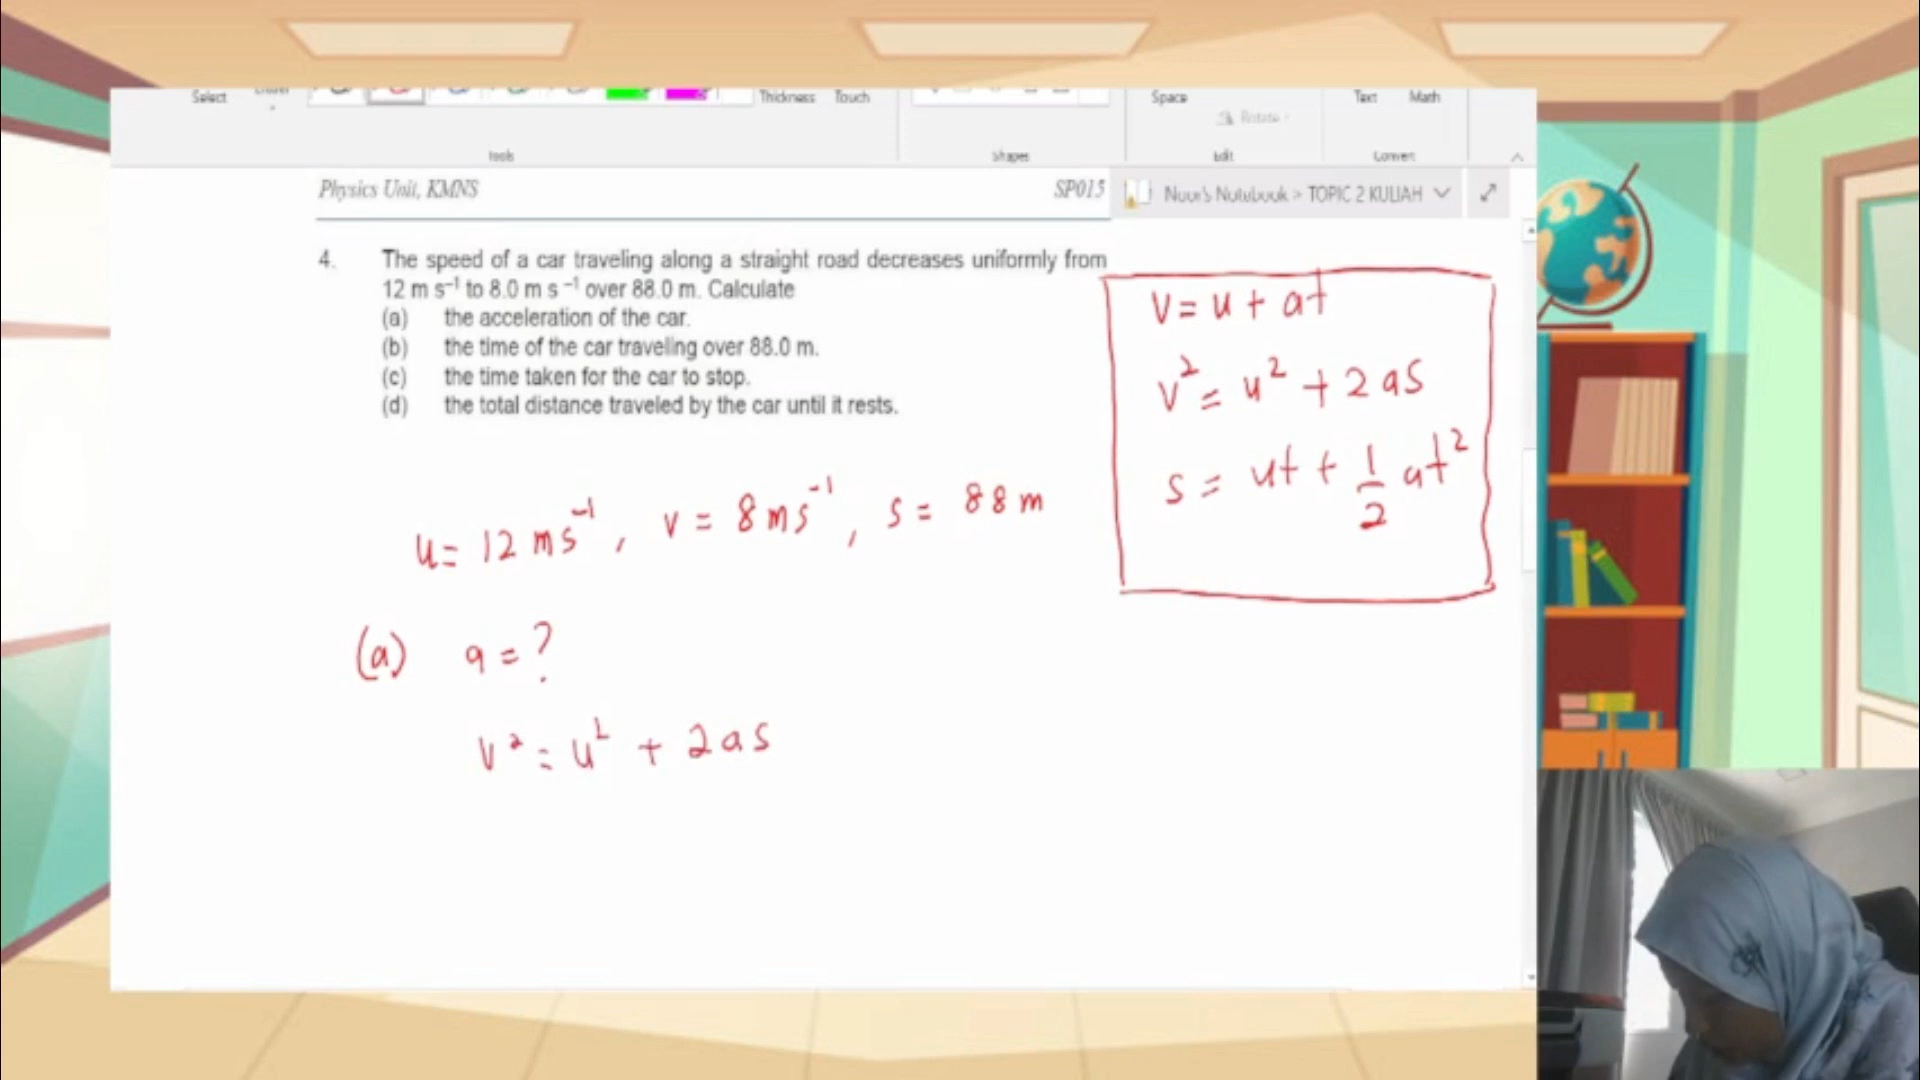 Select
Thickness Touch
Space
Text Math
Rotate
Tools
Shapes
Edit
Convert
Physics Unit, KMNS
SP015
Noor's Notebook > TOPIC 2 KULIAH
4. The speed of a car traveling along a straight road decreases uniformly from
12 m s⁻¹ to 8.0 m s⁻¹ over 88.0 m. Calculate
(a) the acceleration of the car.
(b) the time of the car traveling over 88.0 m.
(c) the time taken for the car to stop.
(d) the total distance traveled by the car until it rests.
v = u + at
v² = u² + 2as
s = ut + 1/2 at²
u = 12 ms⁻¹, v = 8 ms⁻¹, s = 88 m
(a) a = ?
v² = u² + 2as